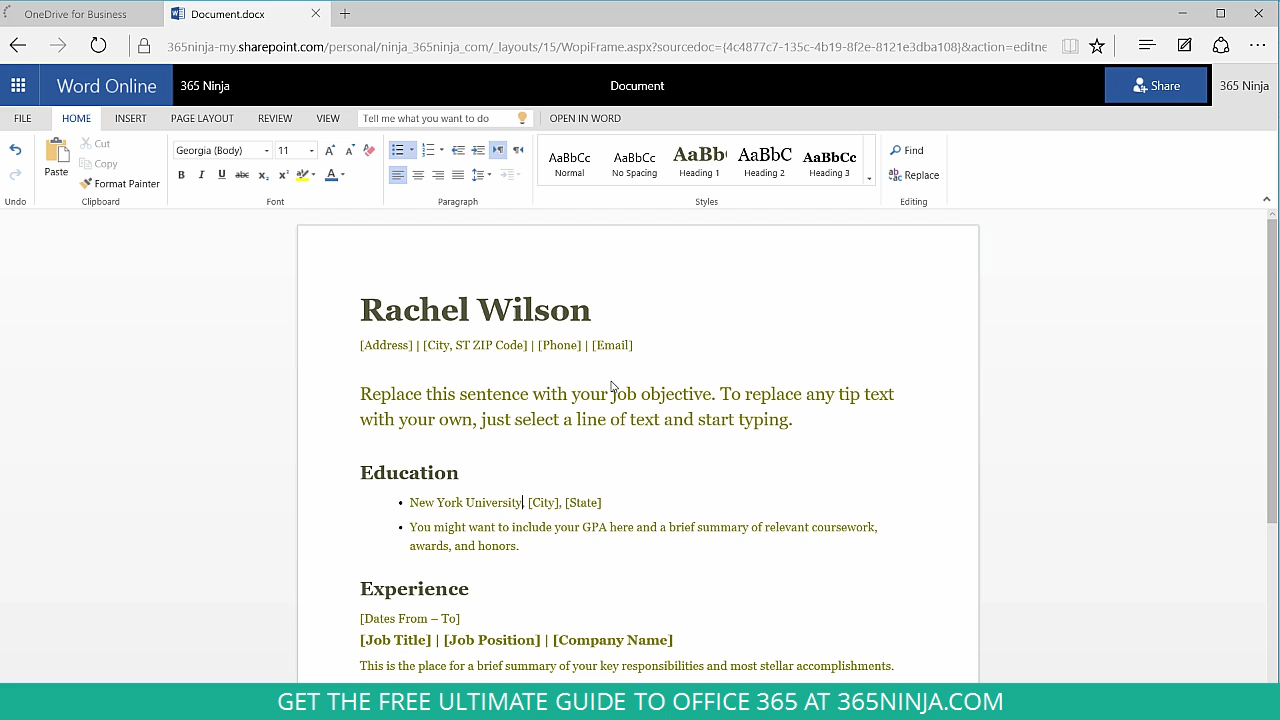 OneDrive for Business
Document.docx
365ninja-my.sharepoint.com/personal/ninja_365ninja_com/_layouts/15/WopiFrame.aspx?sourcedoc={4c4877c7-135c-4b19-8f2e-8121e3dba108}&action=editne
Word Online
365 Ninja
Document
Share
365 Ninja
FILE HOME INSERT PAGE LAYOUT REVIEW VIEW Tell me what you want to do OPEN IN WORD
Undo
Paste
Cut
Copy
Format Painter
Clipboard
Georgia (Body) 11
B I U abc x₂ x² A
Font
Paragraph
AaBbCc AaBbCc AaBb AaBbC AaBbCc
Normal No Spacing Heading 1 Heading 2 Heading 3
Styles
Find
Replace
Editing
Rachel Wilson
[Address] | [City, ST ZIP Code] | [Phone] | [Email]
Replace this sentence with your job objective. To replace any tip text
with your own, just select a line of text and start typing.
Education
• New York University, [City], [State]
• You might want to include your GPA here and a brief summary of relevant coursework,
awards, and honors.
Experience
[Dates From – To]
[Job Title] | [Job Position] | [Company Name]
This is the place for a brief summary of your key responsibilities and most stellar accomplishments.
GET THE FREE ULTIMATE GUIDE TO OFFICE 365 AT 365NINJA.COM